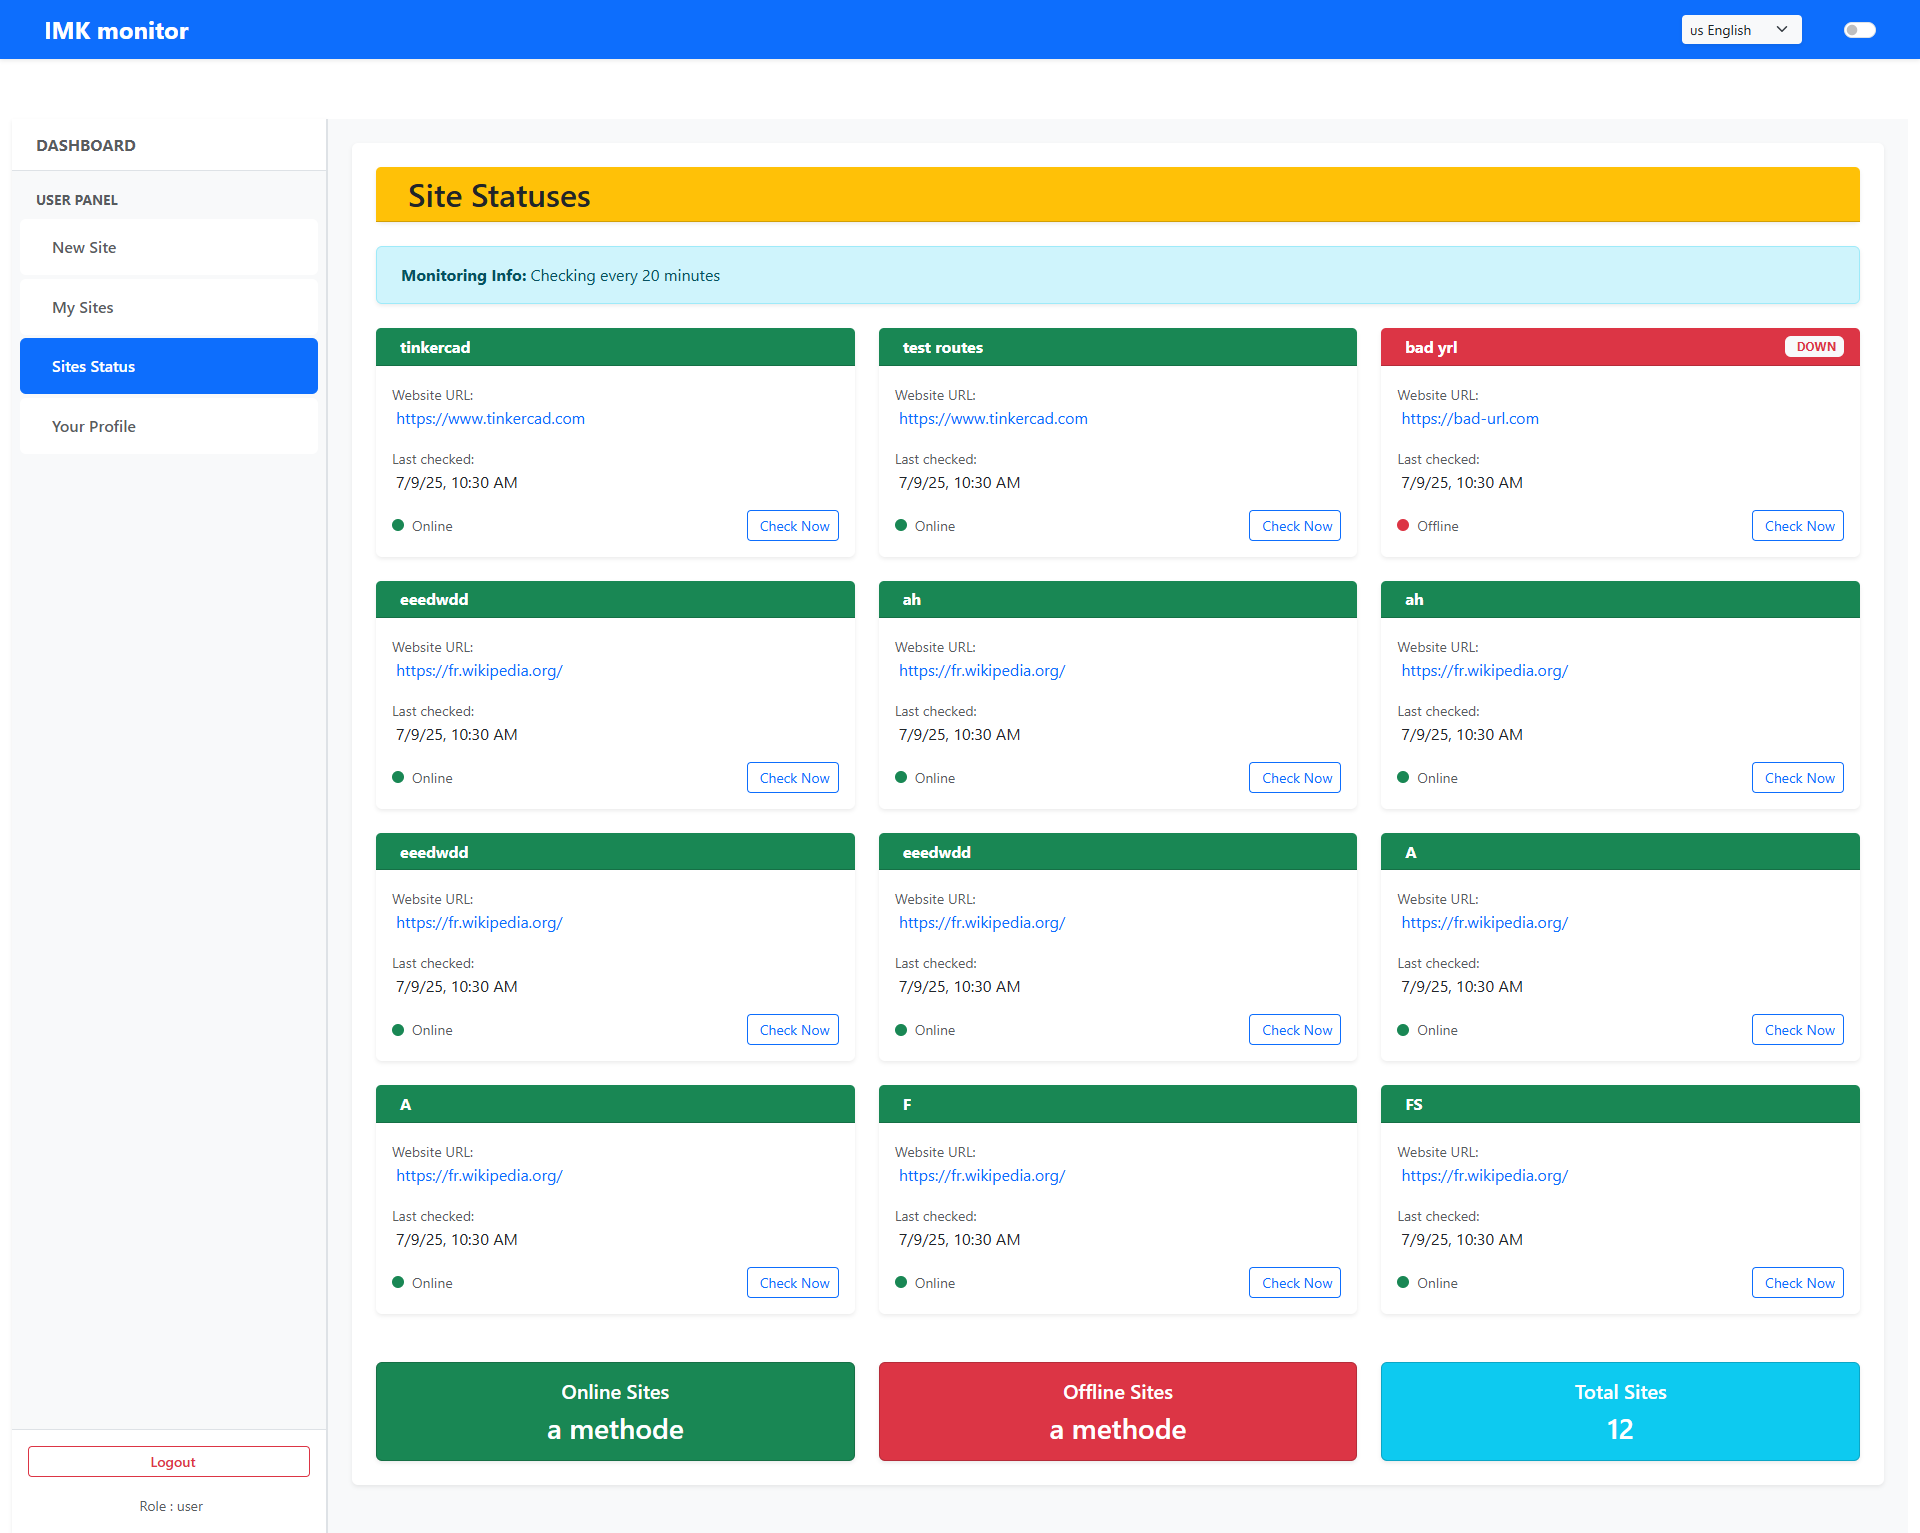 IMK monitor
us English
DASHBOARD
USER PANEL
New Site
My Sites
Sites Status
Your Profile
Logout
Role : user
Site Statuses
Monitoring Info: Checking every 20 minutes
tinkercad
Website URL:
https://www.tinkercad.com
Last checked:
7/9/25, 10:30 AM
Online
Check Now
test routes
Website URL:
https://www.tinkercad.com
Last checked:
7/9/25, 10:30 AM
Online
Check Now
bad yrl
DOWN
Website URL:
https://bad-url.com
Last checked:
7/9/25, 10:30 AM
Offline
Check Now
eeedwdd
Website URL:
https://fr.wikipedia.org/
Last checked:
7/9/25, 10:30 AM
Online
Check Now
ah
Website URL:
https://fr.wikipedia.org/
Last checked:
7/9/25, 10:30 AM
Online
Check Now
ah
Website URL:
https://fr.wikipedia.org/
Last checked:
7/9/25, 10:30 AM
Online
Check Now
eeedwdd
Website URL:
https://fr.wikipedia.org/
Last checked:
7/9/25, 10:30 AM
Online
Check Now
eeedwdd
Website URL:
https://fr.wikipedia.org/
Last checked:
7/9/25, 10:30 AM
Online
Check Now
A
Website URL:
https://fr.wikipedia.org/
Last checked:
7/9/25, 10:30 AM
Online
Check Now
A
Website URL:
https://fr.wikipedia.org/
Last checked:
7/9/25, 10:30 AM
Online
Check Now
F
Website URL:
https://fr.wikipedia.org/
Last checked:
7/9/25, 10:30 AM
Online
Check Now
FS
Website URL:
https://fr.wikipedia.org/
Last checked:
7/9/25, 10:30 AM
Online
Check Now
Online Sites
a methode
Offline Sites
a methode
Total Sites
12